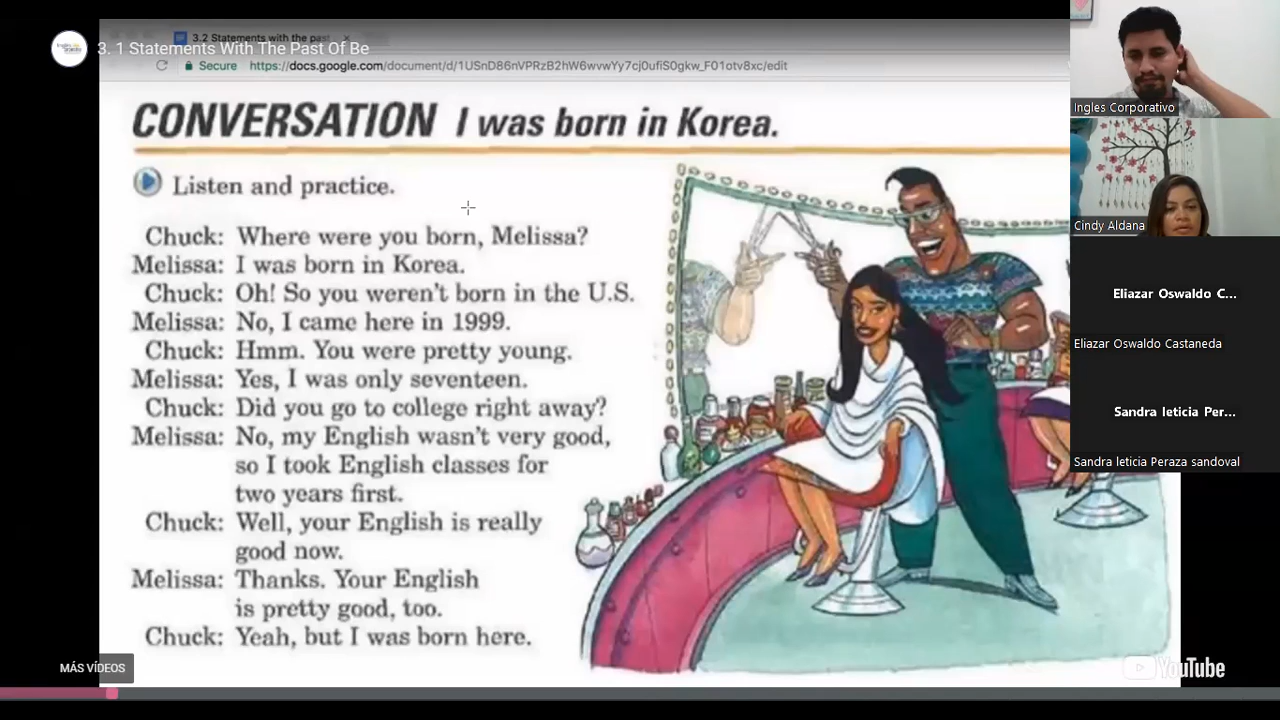 3.2 Statements with the past
3. 1 Statements With The Past Of Be
Secure https://docs.google.com/document/d/1USnD86nVPRzB2hW6wvwYy7cj0ufiS0gkw_F01otv8xc/edit
CONVERSATION I was born in Korea.
Listen and practice.
Chuck: Where were you born, Melissa?
Melissa: I was born in Korea.
Chuck: Oh! So you weren't born in the U.S.
Melissa: No, I came here in 1999.
Chuck: Hmm. You were pretty young.
Melissa: Yes, I was only seventeen.
Chuck: Did you go to college right away?
Melissa: No, my English wasn't very good,
so I took English classes for
two years first.
Chuck: Well, your English is really
good now.
Melissa: Thanks. Your English
is pretty good, too.
Chuck: Yeah, but I was born here.
MÁS VÍDEOS
YouTube
Ingles Corporativo
Cindy Aldana
Eliazar Oswaldo C...
Eliazar Oswaldo Castaneda
Sandra leticia Per...
Sandra leticia Peraza sandoval